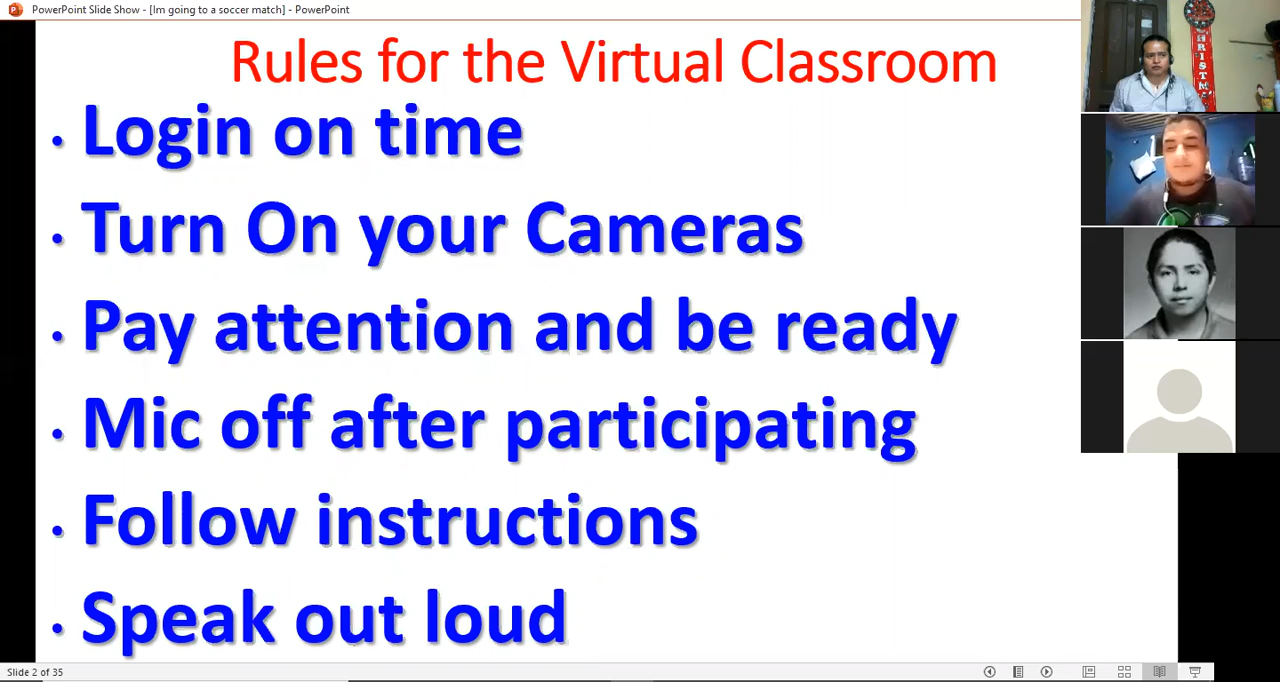 PowerPoint Slide Show - [Im going to a soccer match] - PowerPoint
Rules for the Virtual Classroom
• Login on time
• Turn On your Cameras
• Pay attention and be ready
• Mic off after participating
• Follow instructions
• Speak out loud
Slide 2 of 35